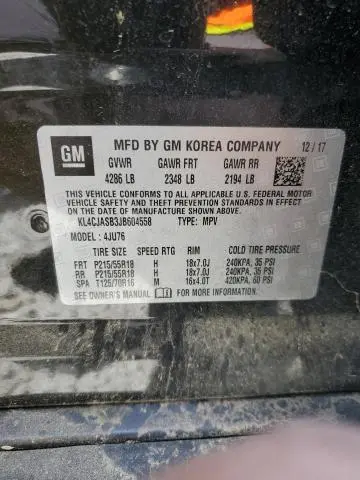 GM
MFD BY GM KOREA COMPANY 12/17
GVWR GAWR FRT GAWR RR
4286 LB 2348 LB 2194 LB
THIS VEHICLE CONFORMS TO ALL APPLICABLE U.S. FEDERAL MOTOR
VEHICLE SAFETY, BUMPER, AND THEFT PREVENTION STANDARDS
IN EFFECT ON THE DATE OF MANUFACTURE SHOWN ABOVE.
KL4CJASB3JB604558 TYPE: MPV
MODEL: 4JU76
TIRE SIZE SPEED RTG RIM COLD TIRE PRESSURE
FRT P215/55R18 H 18x7.0J 240KPA, 35 PSI
RR P215/55R18 H 18x7.0J 240KPA, 35 PSI
SPA T125/70R16 M 16x4.0T 420KPA, 60 PSI
SEE OWNER'S MANUAL FOR MORE INFORMATION.